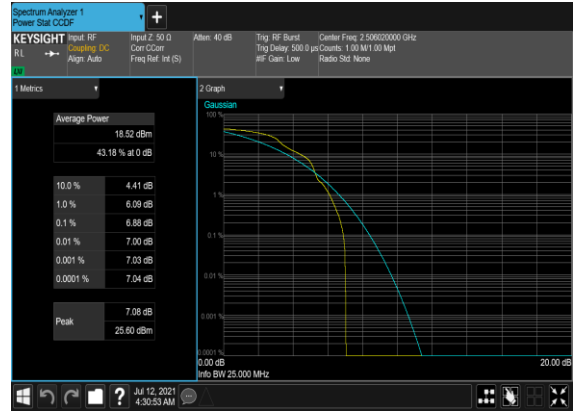 Spectrum Analyzer 1
Power Stat CCDF
+
KEYSIGHT
RL
Input: RF
Coupling: DC
Align: Auto
Input Z: 50 Ω
Corr CCorr
Freq Ref: Int (S)
Atten: 40 dB
Trig: RF Burst
Trig Delay: 500.0 µs
#IF Gain: Low
Center Freq: 2.506020000 GHz
Counts: 1.00 M/1.00 Mpt
Radio Std: None
1 Metrics
Average Power
18.52 dBm
43.18 % at 0 dB
10.0 % 4.41 dB
1.0 % 6.09 dB
0.1 % 6.88 dB
0.01 % 7.00 dB
0.001 % 7.03 dB
0.0001 % 7.04 dB
Peak
7.08 dB
25.60 dBm
2 Graph
Gaussian
100 %
10 %
1 %
0.1 %
0.01 %
0.001 %
0.0001 %
0.00 dB
20.00 dB
Info BW 25.000 MHz
?
Jul 12, 2021
4:30:53 AM